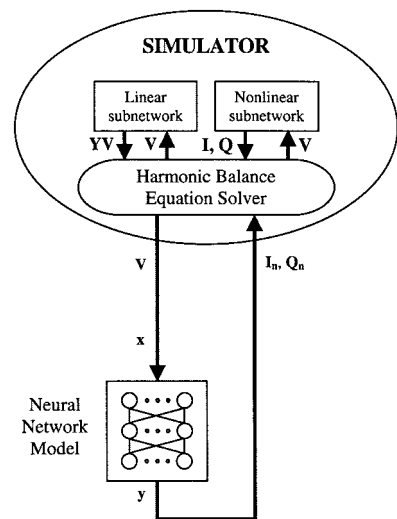 SIMULATOR
Linear
subnetwork
Nonlinear
subnetwork
YV V I, Q V
Harmonic Balance
Equation Solver
V
Iₙ, Qₙ
x
Neural
Network
Model
y